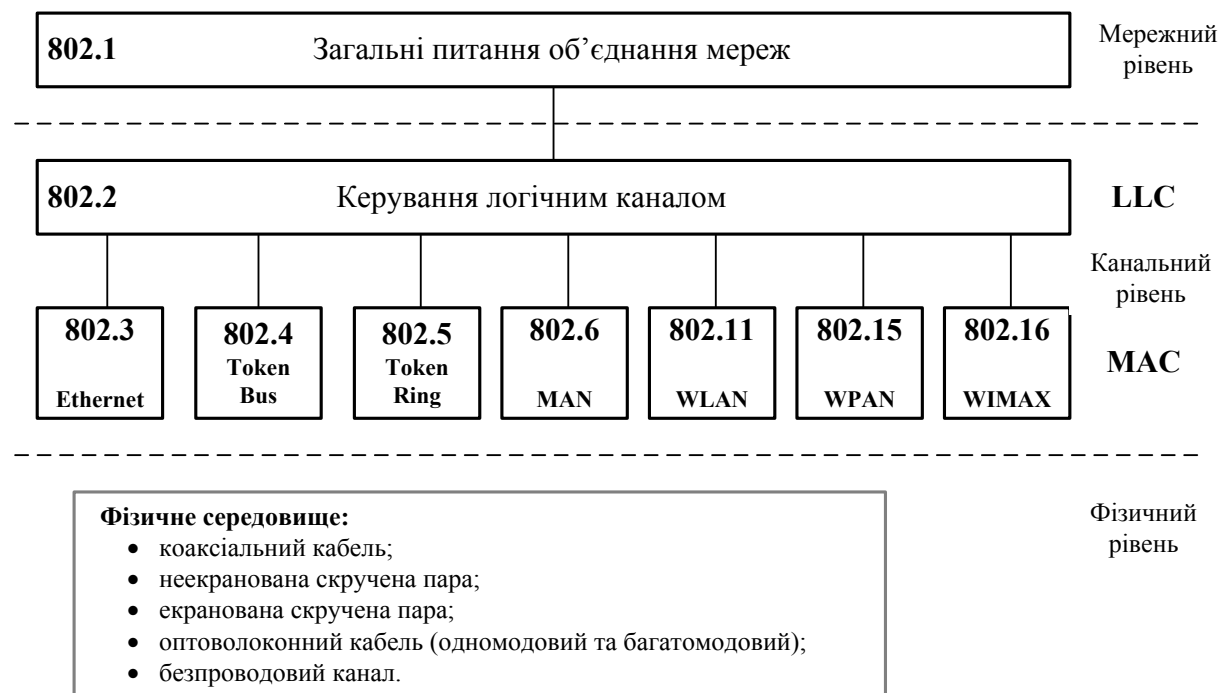 802.1 Загальні питання об’єднання мереж
Мережний
рівень
802.2 Керування логічним каналом
LLC
Канальний
рівень
802.3
Ethernet
802.4
Token
Bus
802.5
Token
Ring
802.6
MAN
802.11
WLAN
802.15
WPAN
802.16
WIMAX
MAC
Фізичне середовище:
• коаксіальний кабель;
• неекранована скручена пара;
• екранована скручена пара;
• оптоволоконний кабель (одномодовий та багатомодовий);
• безпроводовий канал.
Фізичний
рівень